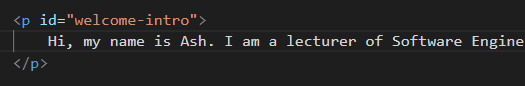 <p id="welcome-intro">
Hi, my name is Ash. I am a lecturer of Software Engine
</p>